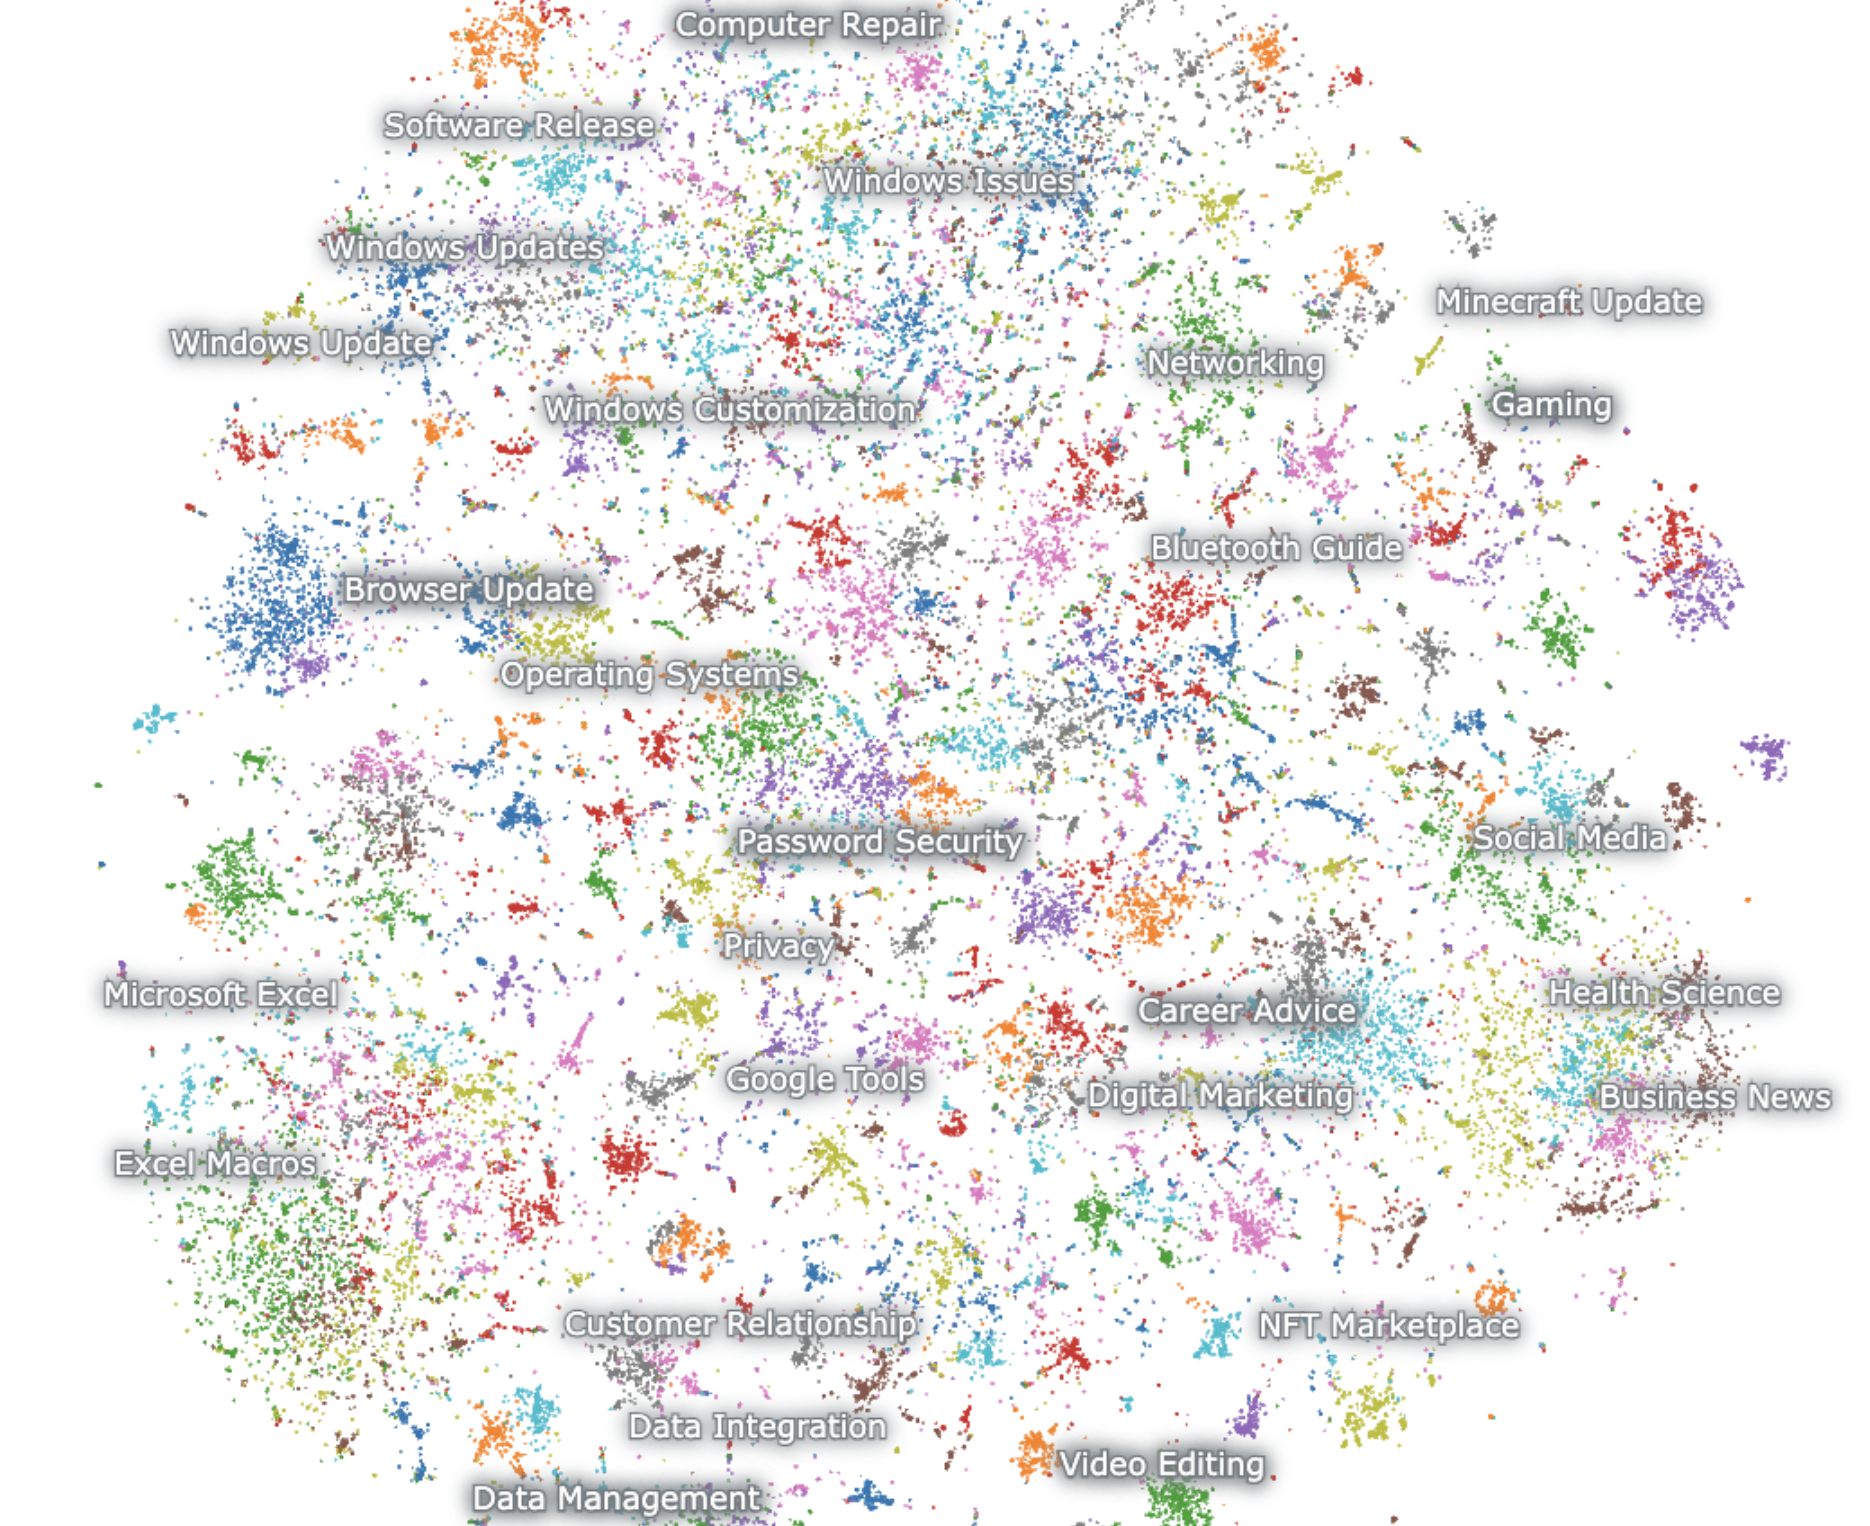 Computer Repair
Software Release
Windows Issues
Windows Updates
Minecraft Update
Windows Update
Networking
Gaming
Windows Customization
Bluetooth Guide
Browser Update
Operating Systems
Social Media
Password Security
Privacy
Health Science
Microsoft Excel
Career Advice
Google Tools
Digital Marketing
Business News
Excel Macros
Customer Relationship
NFT Marketplace
Data Integration
Video Editing
Data Management